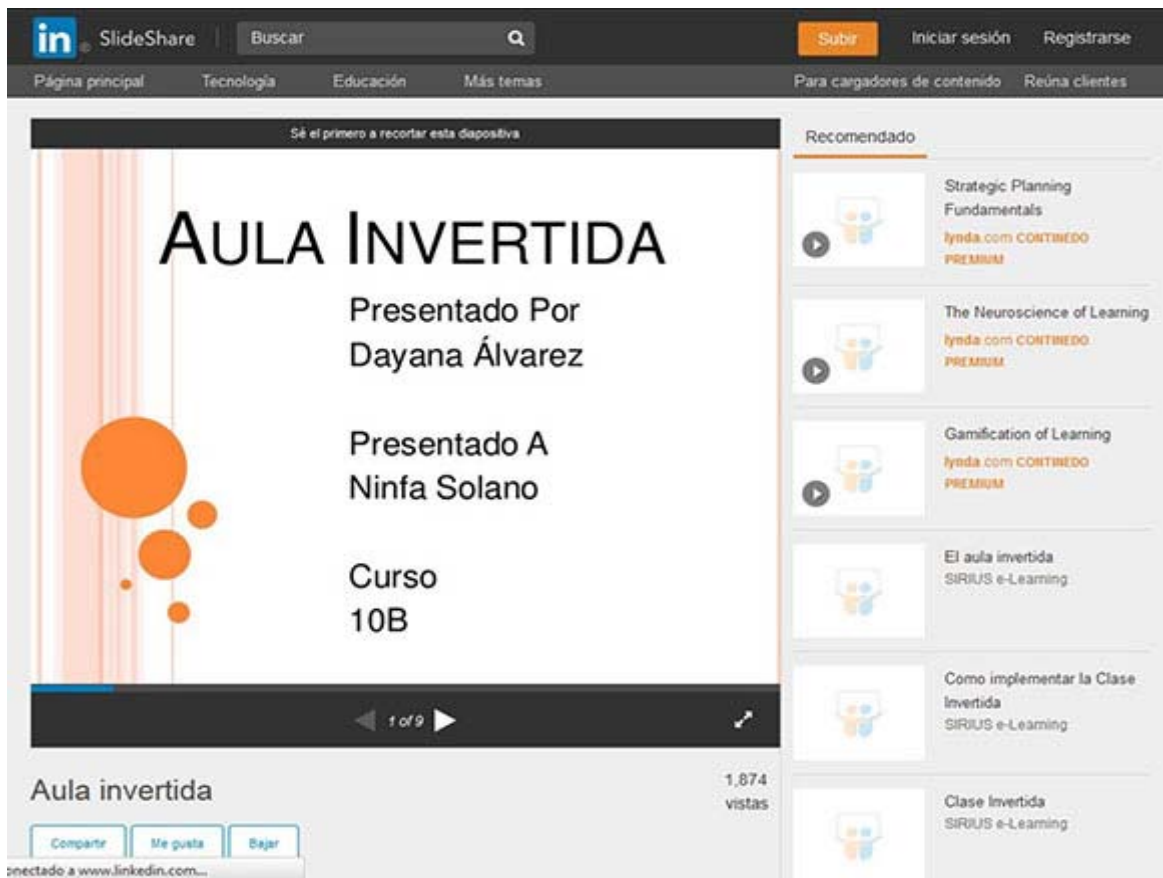 in SlideShare Buscar Subir Iniciar sesión Registrarse
Página principal Tecnología Educación Más temas Para cargadores de contenido Reúna clientes
Sé el primero a recortar esta diapositiva
AULA INVERTIDA
Presentado Por
Dayana Álvarez
Presentado A
Ninfa Solano
Curso
10B
1 of 9
Aula invertida
1,874
vistas
Compartir Me gusta Bajar
onectado a www.linkedin.com...
Recomendado
Strategic Planning
Fundamentals
lynda.com CONTINEDO
PREMIUM
The Neuroscience of Learning
lynda.com CONTINEDO
PREMIUM
Gamification of Learning
lynda.com CONTINEDO
PREMIUM
El aula invertida
SIRIUS e-Learning
Como implementar la Clase
Invertida
SIRIUS e-Learning
Clase Invertida
SIRIUS e-Learning